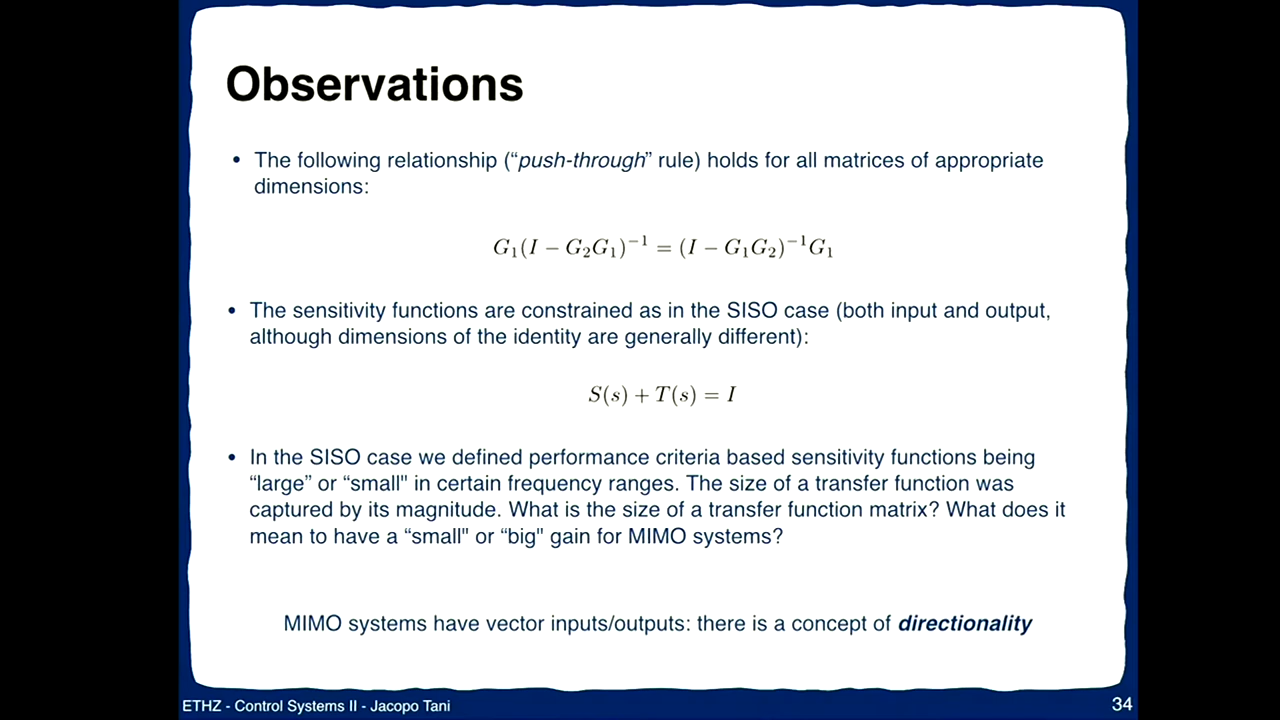 Observations
• The following relationship (“push-through” rule) holds for all matrices of appropriate
dimensions:
G₁(I − G₂G₁)⁻¹ = (I − G₁G₂)⁻¹G₁
• The sensitivity functions are constrained as in the SISO case (both input and output,
although dimensions of the identity are generally different):
S(s) + T(s) = I
• In the SISO case we defined performance criteria based sensitivity functions being
“large” or “small" in certain frequency ranges. The size of a transfer function was
captured by its magnitude. What is the size of a transfer function matrix? What does it
mean to have a “small" or “big" gain for MIMO systems?
MIMO systems have vector inputs/outputs: there is a concept of directionality
ETHZ - Control Systems II - Jacopo Tani
34